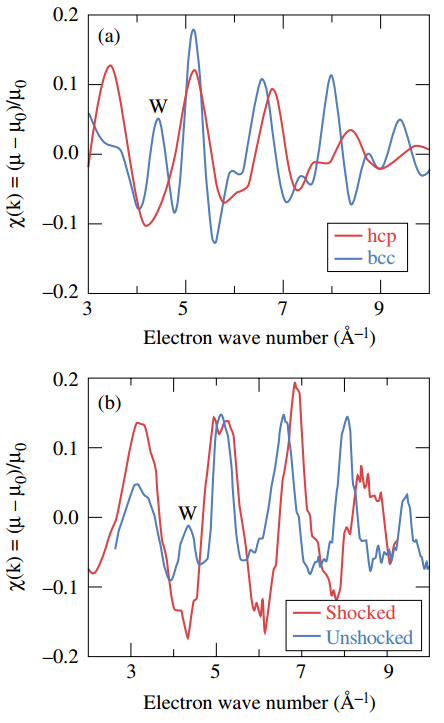 0.2
(a)
0.1
W
0.0
–0.1
hcp
bcc
–0.2
3 5 7 9
χ(k) = (μ – μ0)/μ0
Electron wave number (Å–1)
0.2
(b)
0.1
W
0.0
–0.1
Shocked
Unshocked
–0.2
3 5 7 9
χ(k) = (μ – μ0)/μ0
Electron wave number (Å–1)